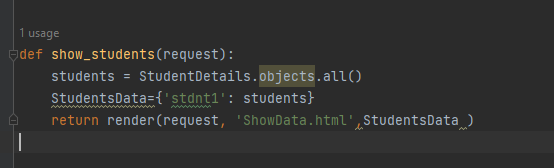 1 usage
def show_students(request):
    students = StudentDetails.objects.all()
    StudentsData={'stdnt1': students}
    return render(request, 'ShowData.html',StudentsData )